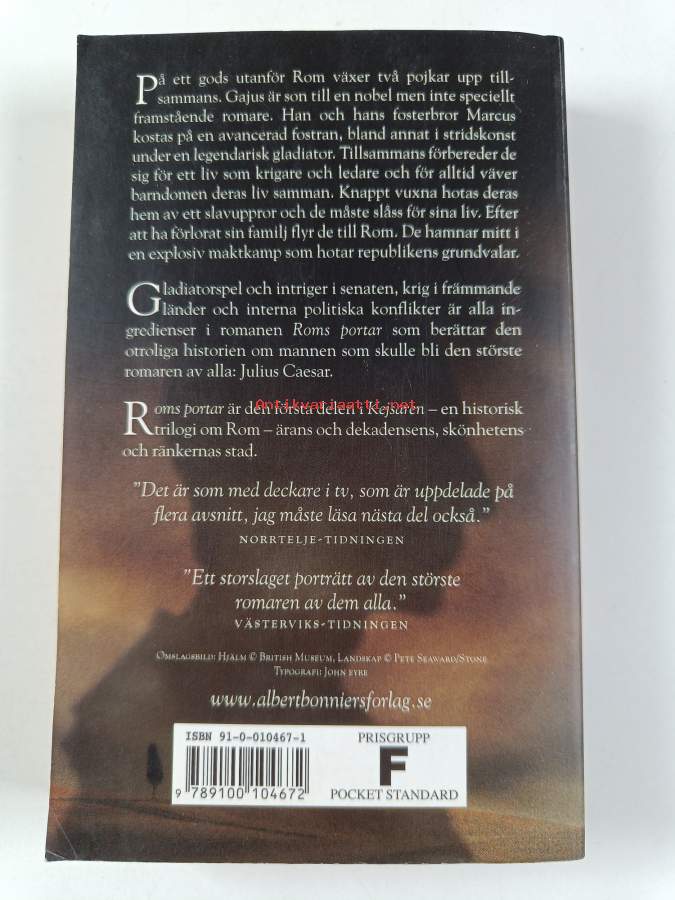 På ett gods utanför Rom växer två pojkar upp till-
sammans. Gajus är son till en nobel men inte speciellt
framstående romare. Han och hans fosterbror Marcus
kostas på en avancerad fostran, bland annat i stridskonst
under en legendarisk gladiator. Tillsammans förbereder de
sig för ett liv som krigare och ledare och för alltid väver
barndomen deras liv samman. Knappt vuxna hotas deras
hem av ett slavuppror och de måste slåss för sina liv. Efter
att ha förlorat sin familj flyr de till Rom. De hamnar mitt i
en explosiv maktkamp som hotar republikens grundvalar.
Gladiatorspel och intriger i senaten, krig i främmande
länder och interna politiska konflikter är alla in-
gredienser i romanen Roms portar som berättar den
otroliga historien om mannen som skulle bli den störste
romaren av alla: Julius Caesar.
Antikvariaatti.net
Roms portar är den första delen i Kejsaren – en historisk
trilogi om Rom – ärans och dekadensens, skönhetens
och ränkernas stad.
”Det är som med deckare i tv, som är uppdelade på
flera avsnitt, jag måste läsa nästa del också.”
NORRTELJE-TIDNINGEN
”Ett storslaget porträtt av den störste
romaren av dem alla.”
VÄSTERVIKS-TIDNINGEN
Omslagsbild: Hjälm © British Museum, Landskap © Pete Seaward/Stone
Typografi: John Eyre
www.albertbonniersforlag.se
ISBN 91-0-010467-1
9 789100 104672
PRISGRUPP
F
POCKET STANDARD